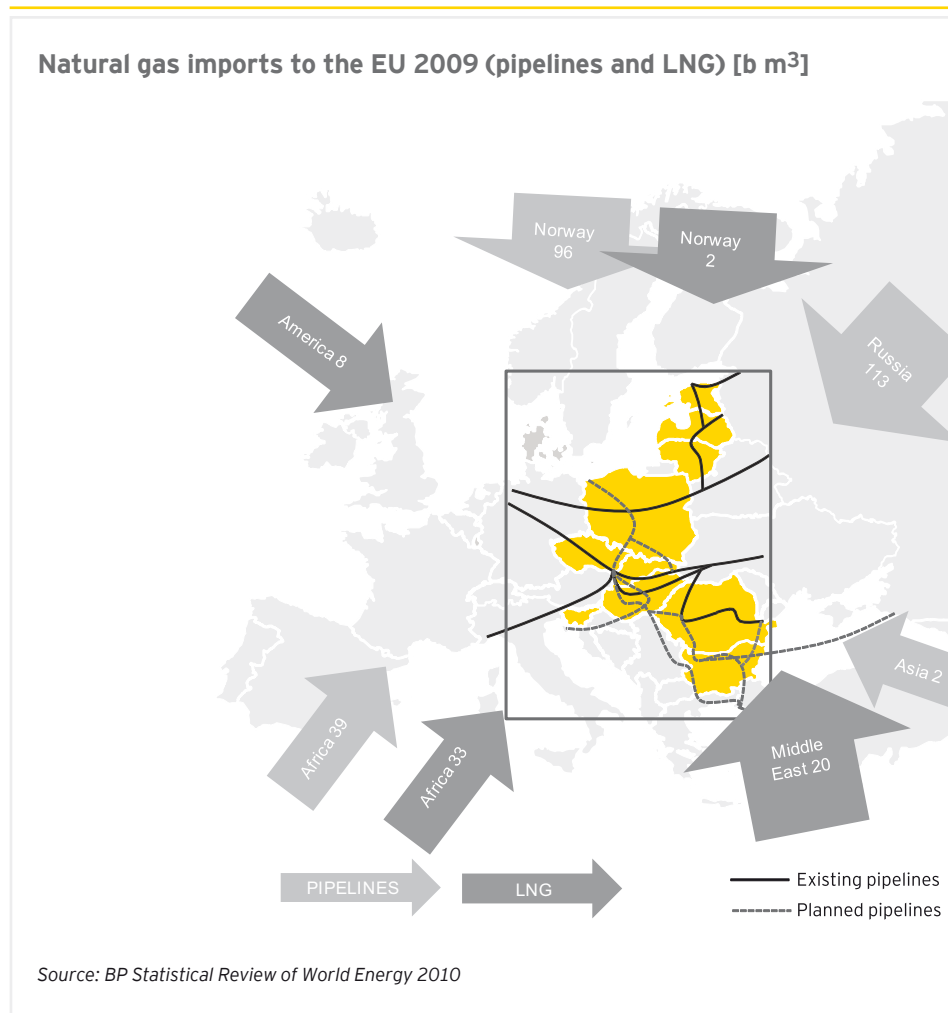 Natural gas imports to the EU 2009 (pipelines and LNG) [b m³]
Norway
96
Norway
2
America 8
Russia
113
Asia 2
Africa 39
Africa 33
Middle
East 20
PIPELINES
LNG
Existing pipelines
Planned pipelines
Source: BP Statistical Review of World Energy 2010